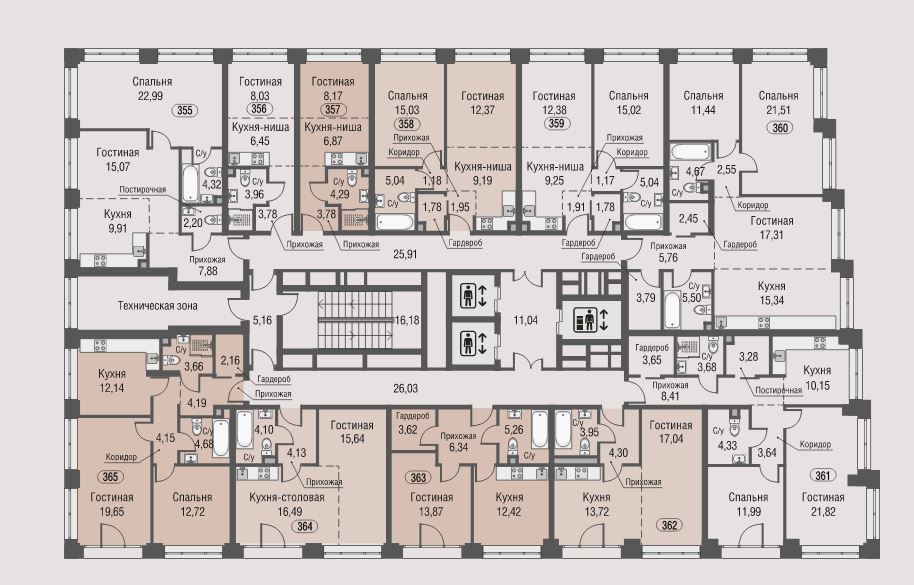 Спальня
22,99
355
Гостиная
15,07
Постирочная
Кухня
9,91
С/у
4,32
2,20
Прихожая
7,88
Гостиная
8,03
356
Кухня-ниша
6,45
С/у
3,96
3,78
Прихожая
Гостиная
8,17
357
Кухня-ниша
6,87
С/у
4,29
3,78
Прихожая
Спальня
15,03
358
Прихожая
Коридор
5,04
1,18
1,78
1,95
Гардероб
Гостиная
12,37
Кухня-ниша
9,19
Гостиная
12,38
359
Кухня-ниша
9,25
Спальня
15,02
Прихожая
Коридор
1,17
5,04
1,91
1,78
С/у
Гардероб
Спальня
11,44
Спальня
21,51
360
4,67
С/у
2,55
Коридор
2,45
Гардероб
Гостиная
17,31
Прихожая
5,76
Гардероб
3,79
С/у
5,50
Кухня
15,34
25,91
Техническая зона
5,16
16,18
11,04
26,03
Кухня
12,14
С/у
3,66
2,16
Гардероб
Прихожая
4,19
4,15
С/у
4,68
Коридор
365
Гостиная
19,65
Спальня
12,72
4,10
С/у
4,13
15,64
Прихожая
Кухня-столовая
16,49
364
Гардероб
3,62
Прихожая
6,34
5,26
С/у
363
Гостиная
13,87
Кухня
12,42
С/у
3,95
4,30
17,04
Прихожая
Кухня
13,72
362
Гардероб
3,65
С/у
3,68
3,28
Постирочная
Прихожая
8,41
Кухня
10,15
С/у
4,33
3,64
Коридор
361
Спальня
11,99
Гостиная
21,82